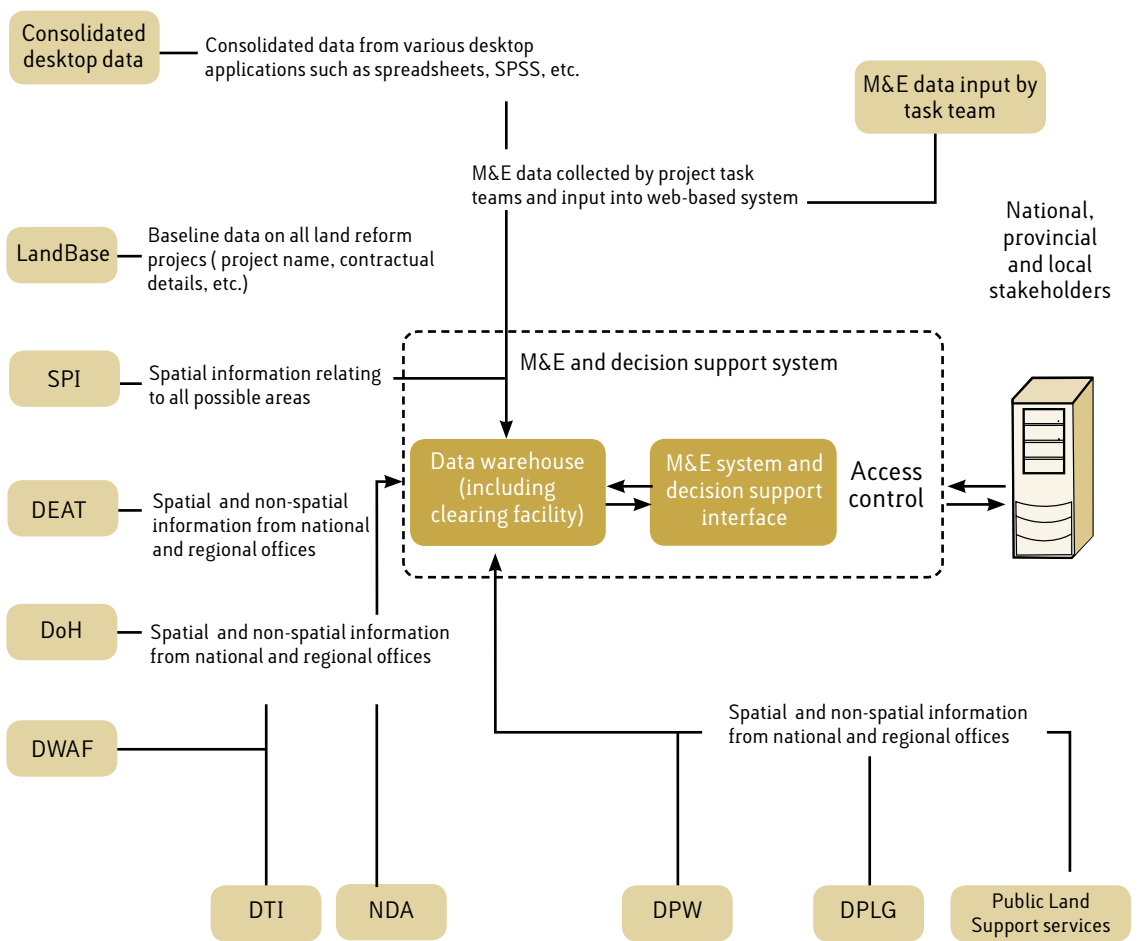 Consolidated
desktop data
Consolidated data from various desktop
applications such as spreadsheets, SPSS, etc.
M&E data input by
task team
M&E data collected by project task
teams and input into web-based system
National,
provincial
and local
stakeholders
LandBase
Baseline data on all land reform
projecs ( project name, contractual
details, etc.)
M&E and decision support system
SPI
Spatial information relating
to all possible areas
Data warehouse
(including
clearing facility)
M&E system and
decision support
interface
Access
control
DEAT
Spatial and non-spatial
information from national
and regional offices
DoH
Spatial and non-spatial information
from national and regional offices
DWAF
Spatial and non-spatial information
from national and regional offices
DTI
NDA
DPW
DPLG
Public Land
Support services